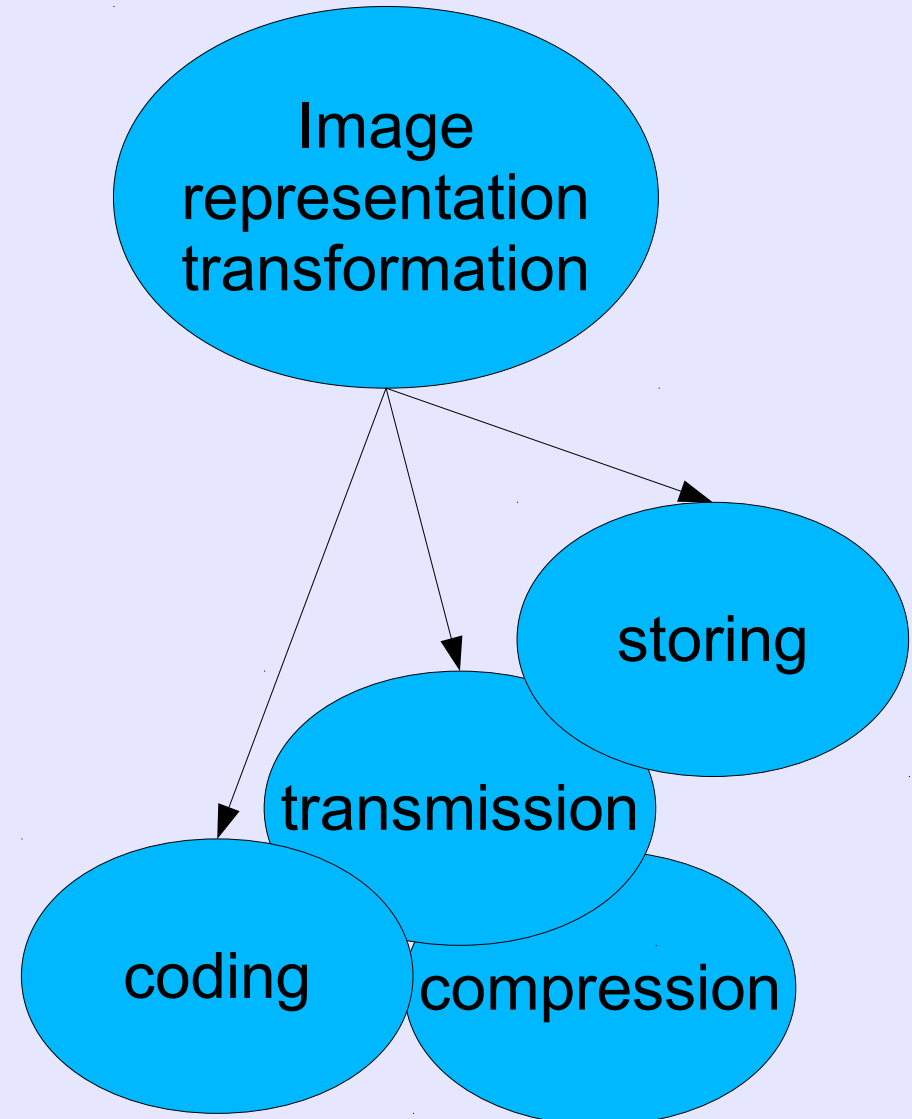 Image
representation
transformation
storing
transmission
coding
compression